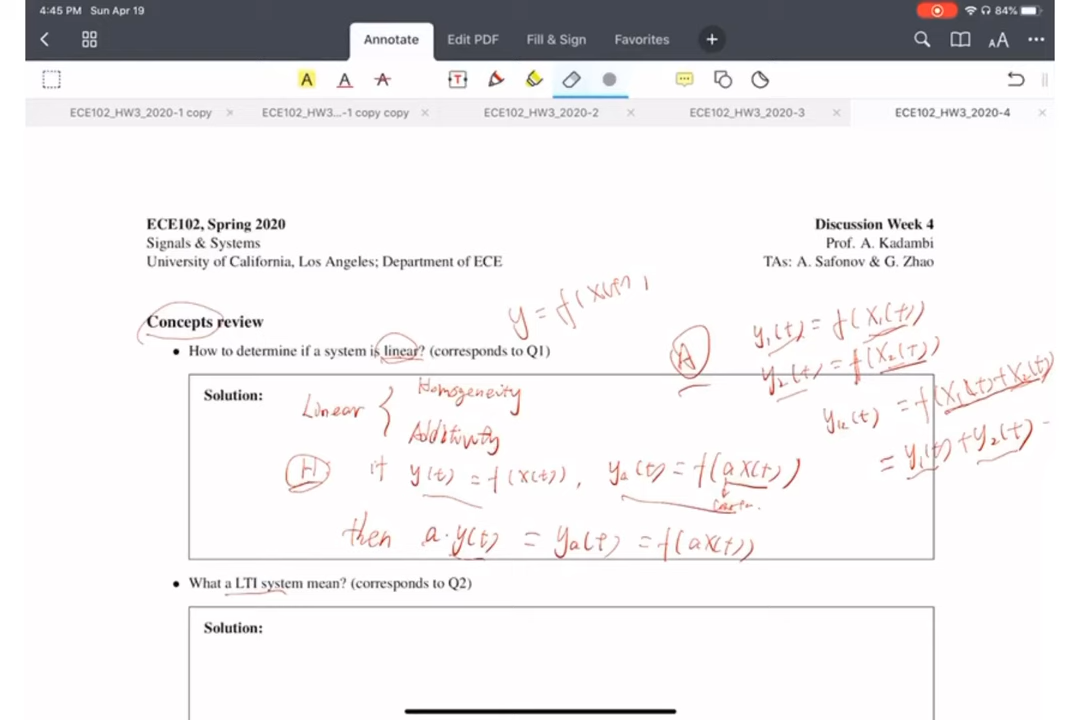 4:45 PM Sun Apr 19
84%
Annotate Edit PDF Fill & Sign Favorites
ECE102_HW3_2020-1 copy × ECE102_HW3...-1 copy copy × ECE102_HW3_2020-2 × ECE102_HW3_2020-3 × ECE102_HW3_2020-4 ×
ECE102, Spring 2020 Discussion Week 4
Signals & Systems Prof. A. Kadambi
University of California, Los Angeles; Department of ECE TAs: A. Safonov & G. Zhao
y = f(x(t))
Concepts review
• How to determine if a system is linear? (corresponds to Q1)
Solution:
Linear { Homogeneity
Additivity
(H) if y(t) = f(x(t)), ya(t) = f(ax(t))
then a·y(t) = ya(t) = f(ax(t))
(A) y1(t) = f(x1(t))
y2(t) = f(x2(t))
y12(t) = f(x1(t)+x2(t))
= y1(t)+y2(t)
• What a LTI system mean? (corresponds to Q2)
Solution: